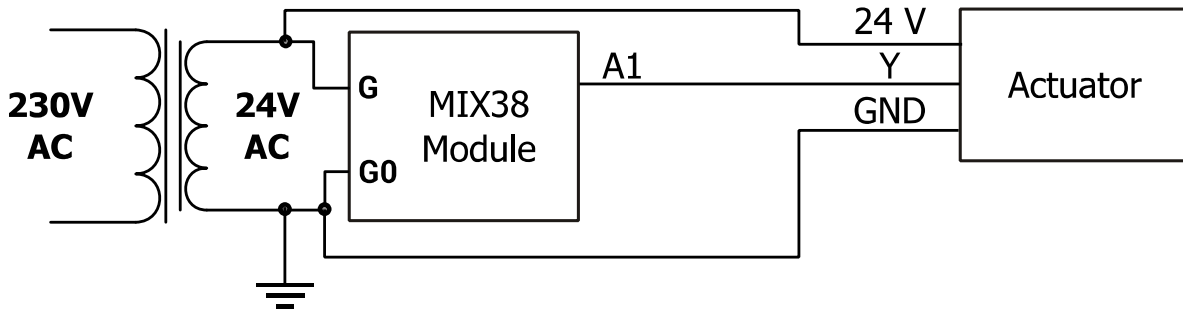 230V
AC
24V
AC
G
G0
MIX38
Module
A1
24 V
Y
GND
Actuator